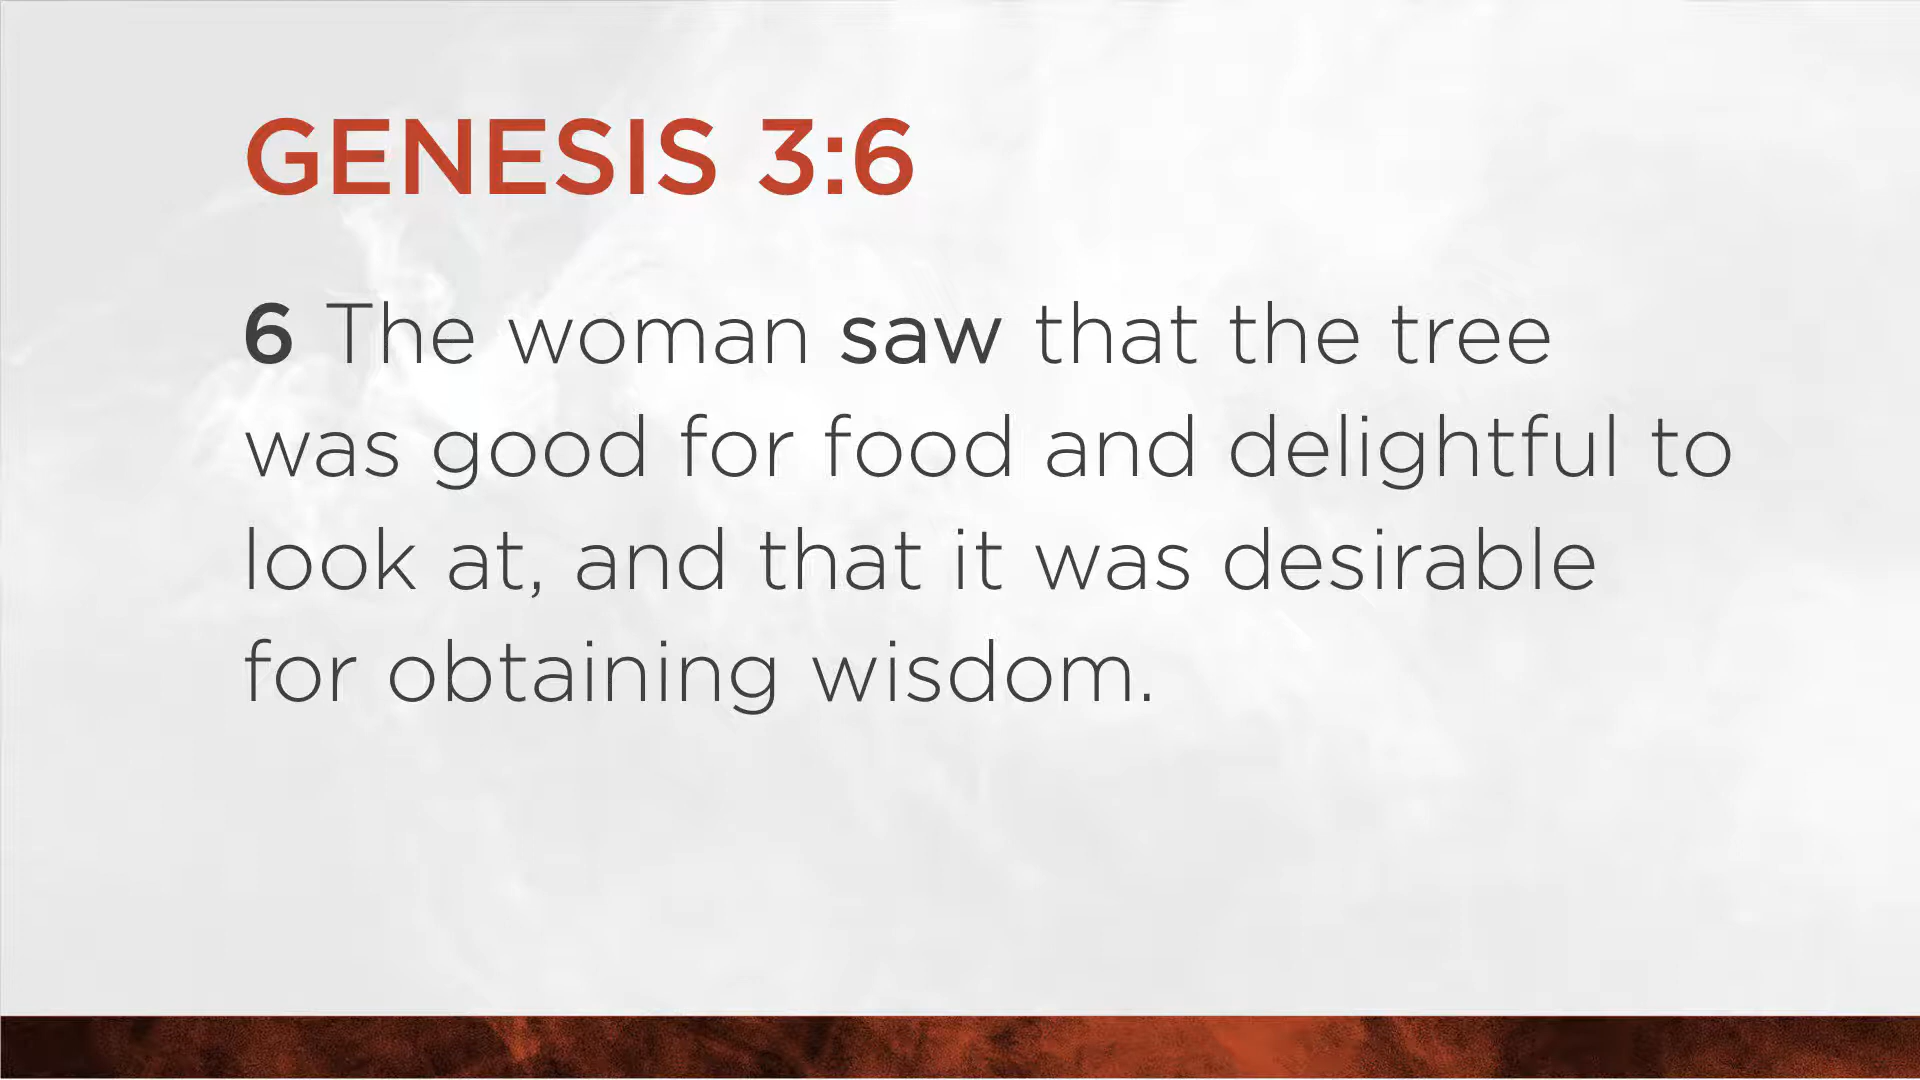 GENESIS 3:6
6 The woman saw that the tree
was good for food and delightful to
look at, and that it was desirable
for obtaining wisdom.